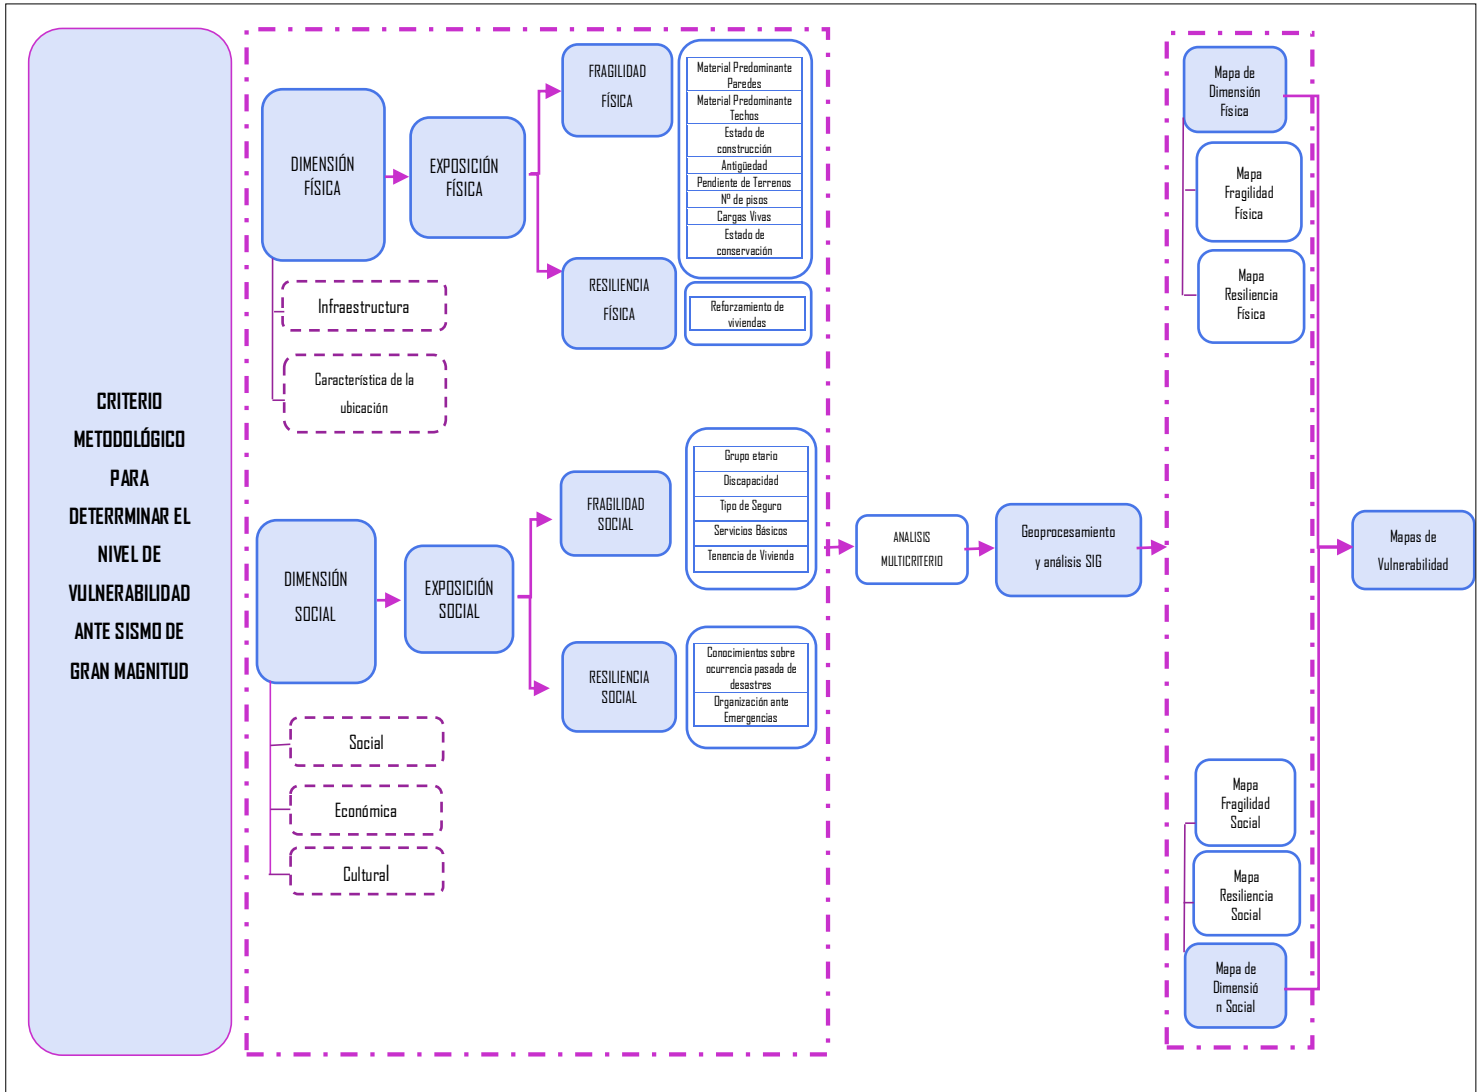 CRITERIO
METODOLÓGICO
PARA
DETERRMINAR EL
NIVEL DE
VULNERABILIDAD
ANTE SISMO DE
GRAN MAGNITUD
DIMENSIÓN
FÍSICA
Infraestructura
Característica de la
ubicación
EXPOSICIÓN
FÍSICA
FRAGILIDAD
FÍSICA
Material Predominante
Paredes
Material Predominante
Techos
Estado de
construcción
Antigüedad
Pendiente de Terrenos
Nº de pisos
Cargas Vivas
Estado de
conservación
RESILIENCIA
FÍSICA
Reforzamiento de
viviendas
DIMENSIÓN
SOCIAL
Social
Económica
Cultural
EXPOSICIÓN
SOCIAL
FRAGILIDAD
SOCIAL
Grupo etario
Discapacidad
Tipo de Seguro
Servicios Básicos
Tenencia de Vivienda
RESILIENCIA
SOCIAL
Conocimientos sobre
ocurrencia pasada de
desastres
Organización ante
Emergencias
ANALISIS
MULTICRITERIO
Geoprocesamiento
y análisis SIG
Mapa de
Dimensión
Física
Mapa
Fragilidad
Física
Mapa
Resiliencia
Física
Mapa
Fragilidad
Social
Mapa
Resiliencia
Social
Mapa de
Dimensió
n Social
Mapas de
Vulnerabilidad